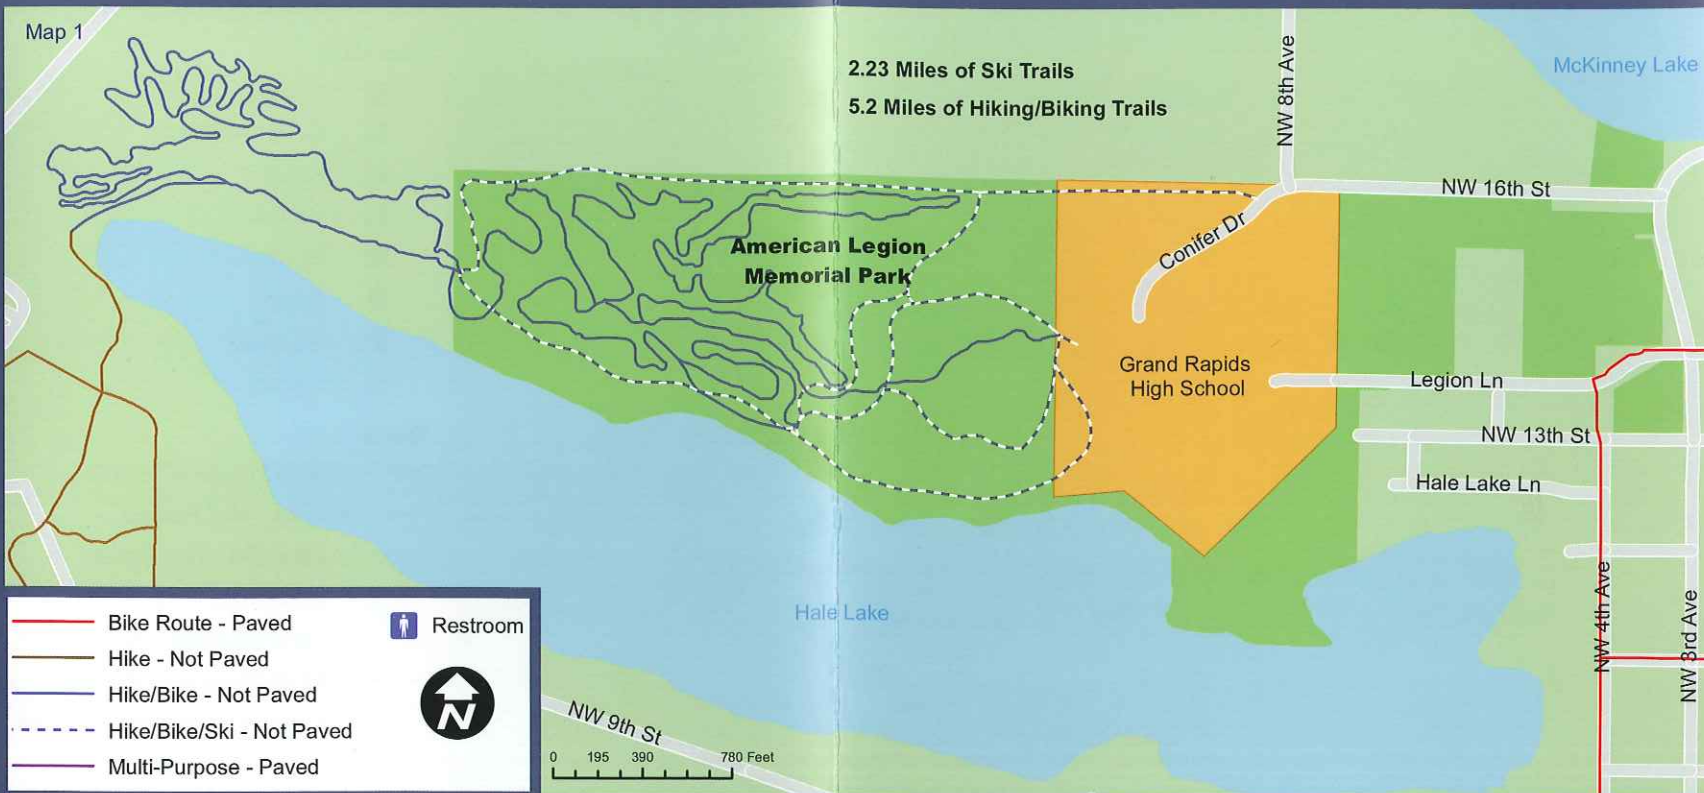 Map 1
2.23 Miles of Ski Trails
5.2 Miles of Hiking/Biking Trails
NW 8th Ave
McKinney Lake
NW 16th St
Conifer Dr
American Legion
Memorial Park
Grand Rapids
High School
Legion Ln
NW 13th St
Hale Lake Ln
Hale Lake
NW 4th Ave
NW 3rd Ave
NW 9th St
Bike Route - Paved
Hike - Not Paved
Hike/Bike - Not Paved
Hike/Bike/Ski - Not Paved
Multi-Purpose - Paved
Restroom
N
0 195 390 780 Feet